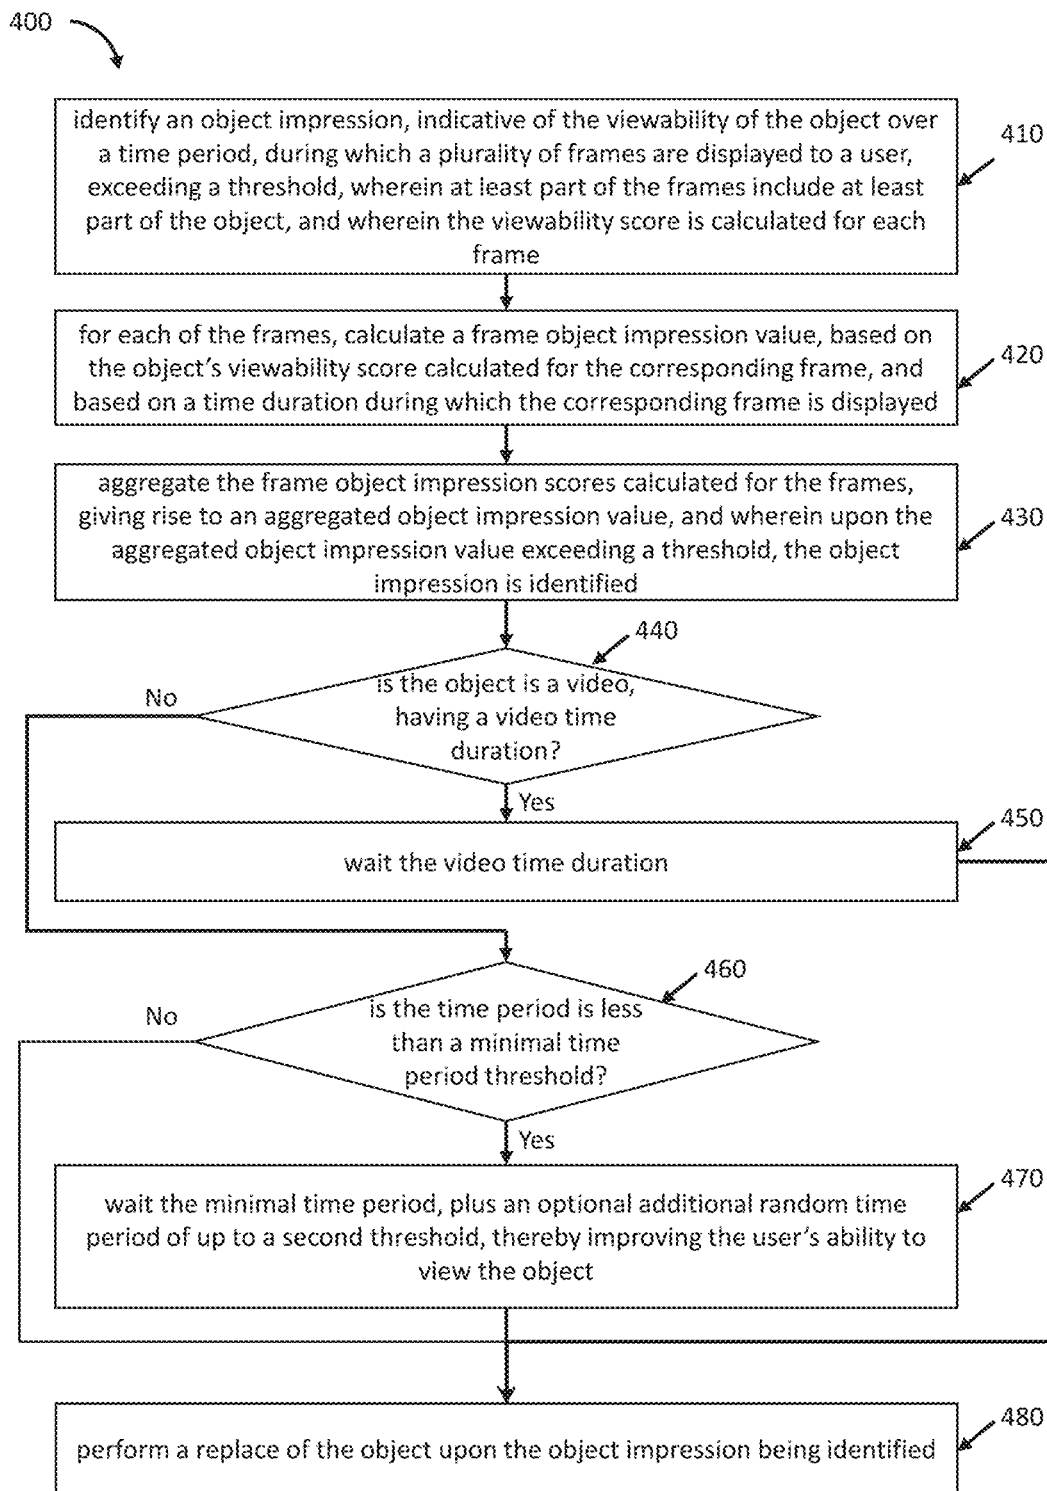 400
identify an object impression, indicative of the viewability of the object over
a time period, during which a plurality of frames are displayed to a user,
exceeding a threshold, wherein at least part of the frames include at least
part of the object, and wherein the viewability score is calculated for each
frame
410
for each of the frames, calculate a frame object impression value, based on
the object's viewability score calculated for the corresponding frame, and
based on a time duration during which the corresponding frame is displayed
420
aggregate the frame object impression scores calculated for the frames,
giving rise to an aggregated object impression value, and wherein upon the
aggregated object impression value exceeding a threshold, the object
impression is identified
430
440
is the object is a video,
having a video time
duration?
No
Yes
wait the video time duration
450
460
is the time period is less
than a minimal time
period threshold?
No
Yes
wait the minimal time period, plus an optional additional random time
period of up to a second threshold, thereby improving the user's ability to
view the object
470
perform a replace of the object upon the object impression being identified
480